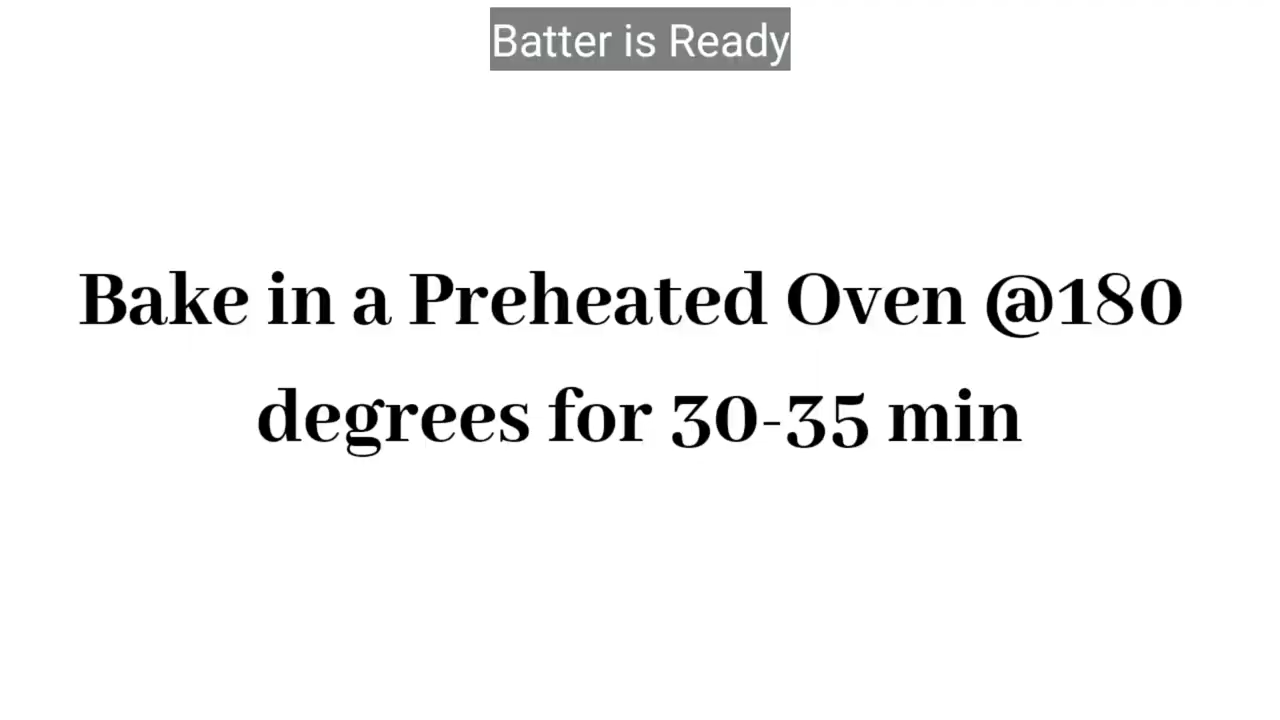 Batter is Ready
Bake in a Preheated Oven @180
degrees for 30-35 min